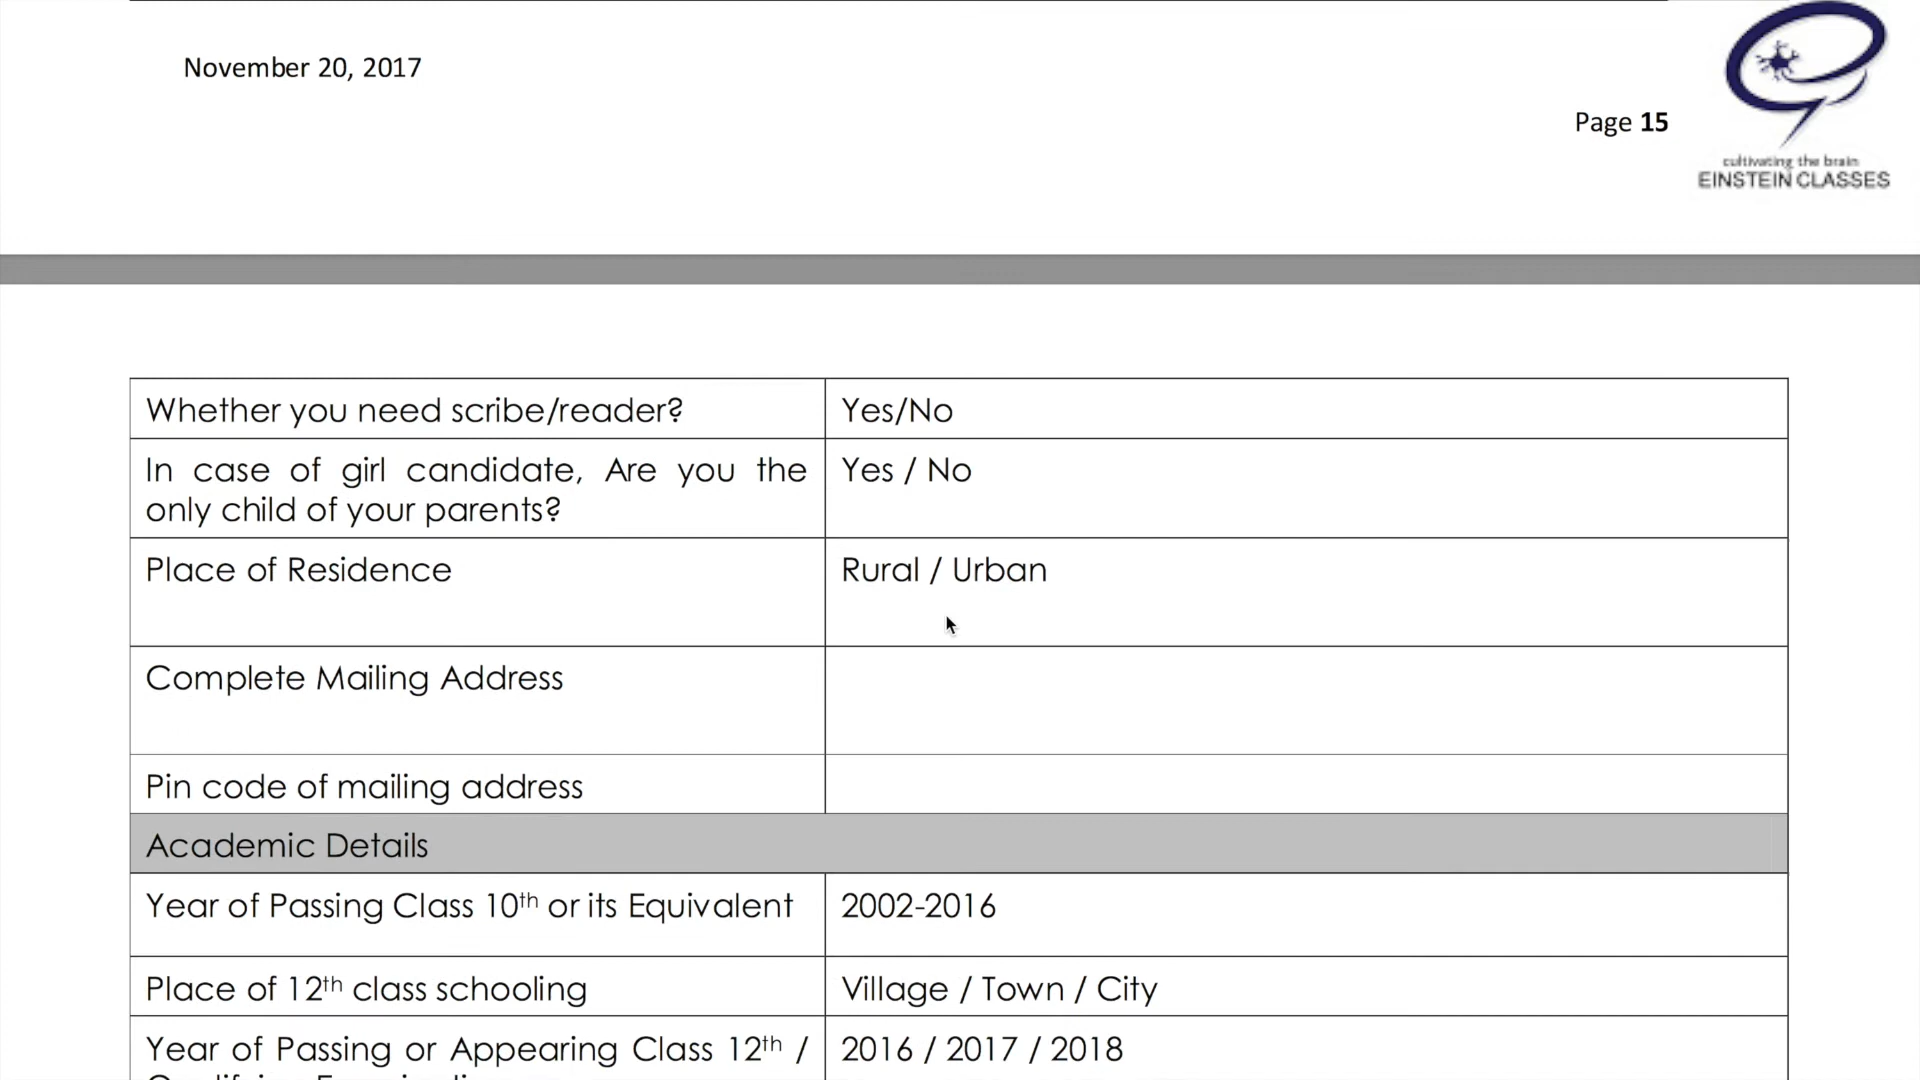 November 20, 2017
Page 15
cultivating the brain
EINSTEIN CLASSES
Whether you need scribe/reader?
Yes/No
In case of girl candidate, Are you the
only child of your parents?
Yes / No
Place of Residence
Rural / Urban
Complete Mailing Address
Pin code of mailing address
Academic Details
Year of Passing Class 10th or its Equivalent
2002-2016
Place of 12th class schooling
Village / Town / City
Year of Passing or Appearing Class 12th /
2016 / 2017 / 2018